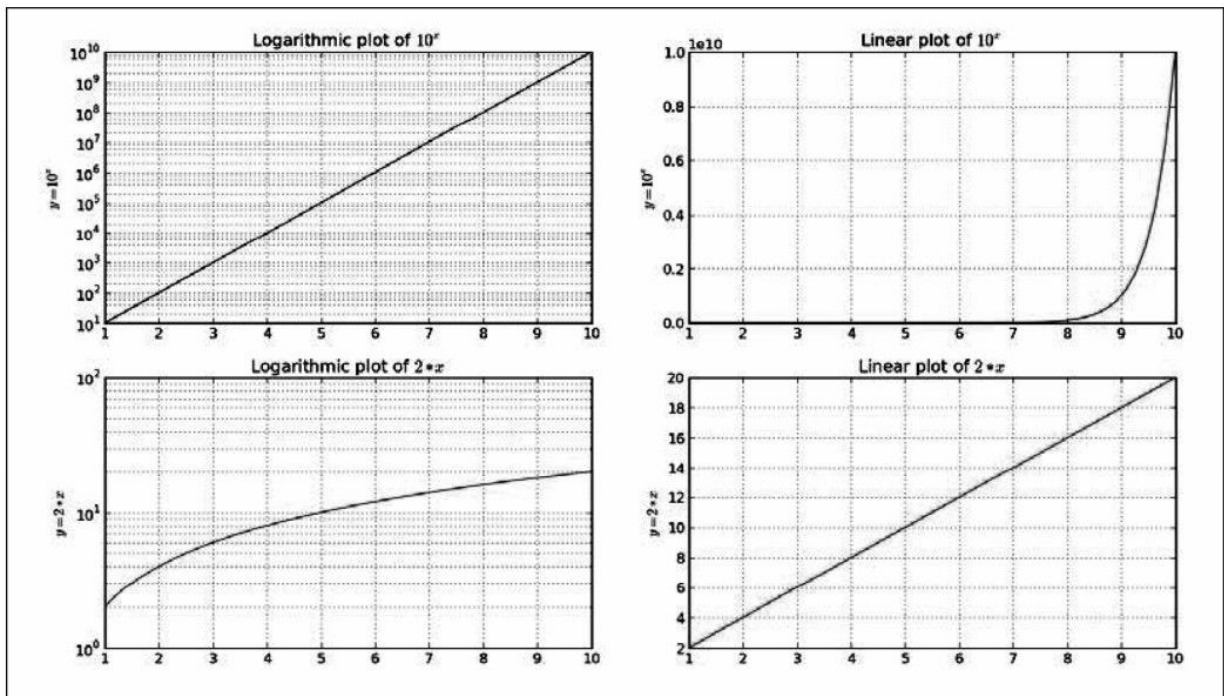 Logarithmic plot of 10^x
y=10^x
10^10
10^9
10^8
10^7
10^6
10^5
10^4
10^3
10^2
10^1
1 2 3 4 5 6 7 8 9 10
Linear plot of 10^x
1e10
y=10^x
1.0
0.8
0.6
0.4
0.2
0.0
1 2 3 4 5 6 7 8 9 10
Logarithmic plot of 2∗x
y=2∗x
10^2
10^1
10^0
1 2 3 4 5 6 7 8 9 10
Linear plot of 2∗x
y=2∗x
20
18
16
14
12
10
8
6
4
2
1 2 3 4 5 6 7 8 9 10